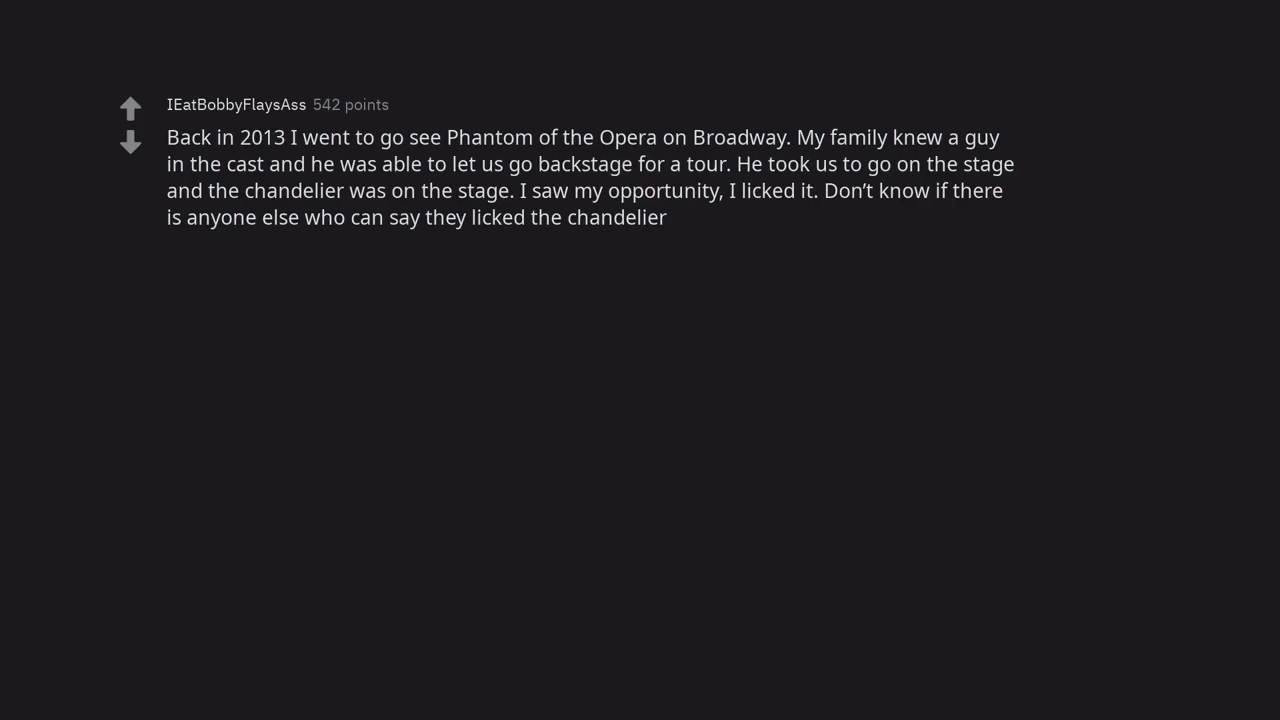 IEatBobbyFlaysAss 542 points
Back in 2013 I went to go see Phantom of the Opera on Broadway. My family knew a guy
in the cast and he was able to let us go backstage for a tour. He took us to go on the stage
and the chandelier was on the stage. I saw my opportunity, I licked it. Don’t know if there
is anyone else who can say they licked the chandelier